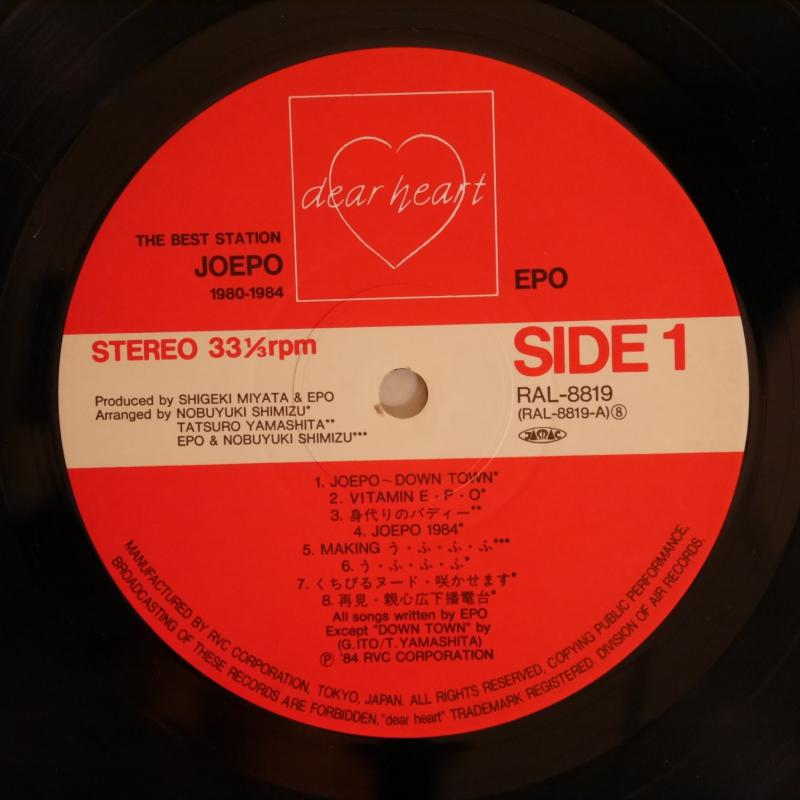 dear heart
THE BEST STATION
JOEPO
1980-1984
EPO
STEREO 33⅓rpm
SIDE 1
Produced by SHIGEKI MIYATA & EPO
Arranged by NOBUYUKI SHIMIZU*
TATSURO YAMASHITA**
EPO & NOBUYUKI SHIMIZU***
RAL-8819
(RAL-8819-A)⑧
JASRAC
1. JOEPO~DOWN TOWN*
2. VITAMIN E・P・O*
3. 身代りのバディー**
4. JOEPO 1984*
5. MAKING う・ふ・ふ・ふ***
6. う・ふ・ふ・ふ*
7. くちびるヌード・咲かせます*
8. 再見・親心広下播電台*
All songs written by EPO
Except "DOWN TOWN" by
(G.ITO/T.YAMASHITA)
Ⓟ '84 RVC CORPORATION
MANUFACTURED BY RVC CORPORATION, TOKYO, JAPAN. ALL RIGHTS RESERVED, COPYING PUBLIC PERFORMANCE,
BROADCASTING OF THESE RECORDS ARE FORBIDDEN. "dear heart" TRADEMARK REGISTERED. DIVISION OF AIR RECORDS.